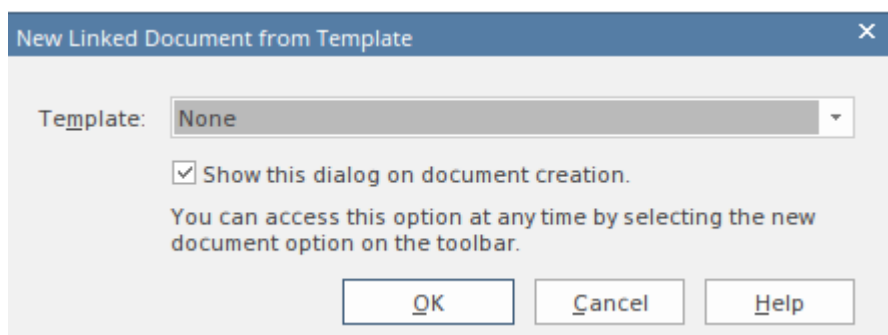 New Linked Document from Template
Template: None
Show this dialog on document creation.
You can access this option at any time by selecting the new
document option on the toolbar.
OK Cancel Help